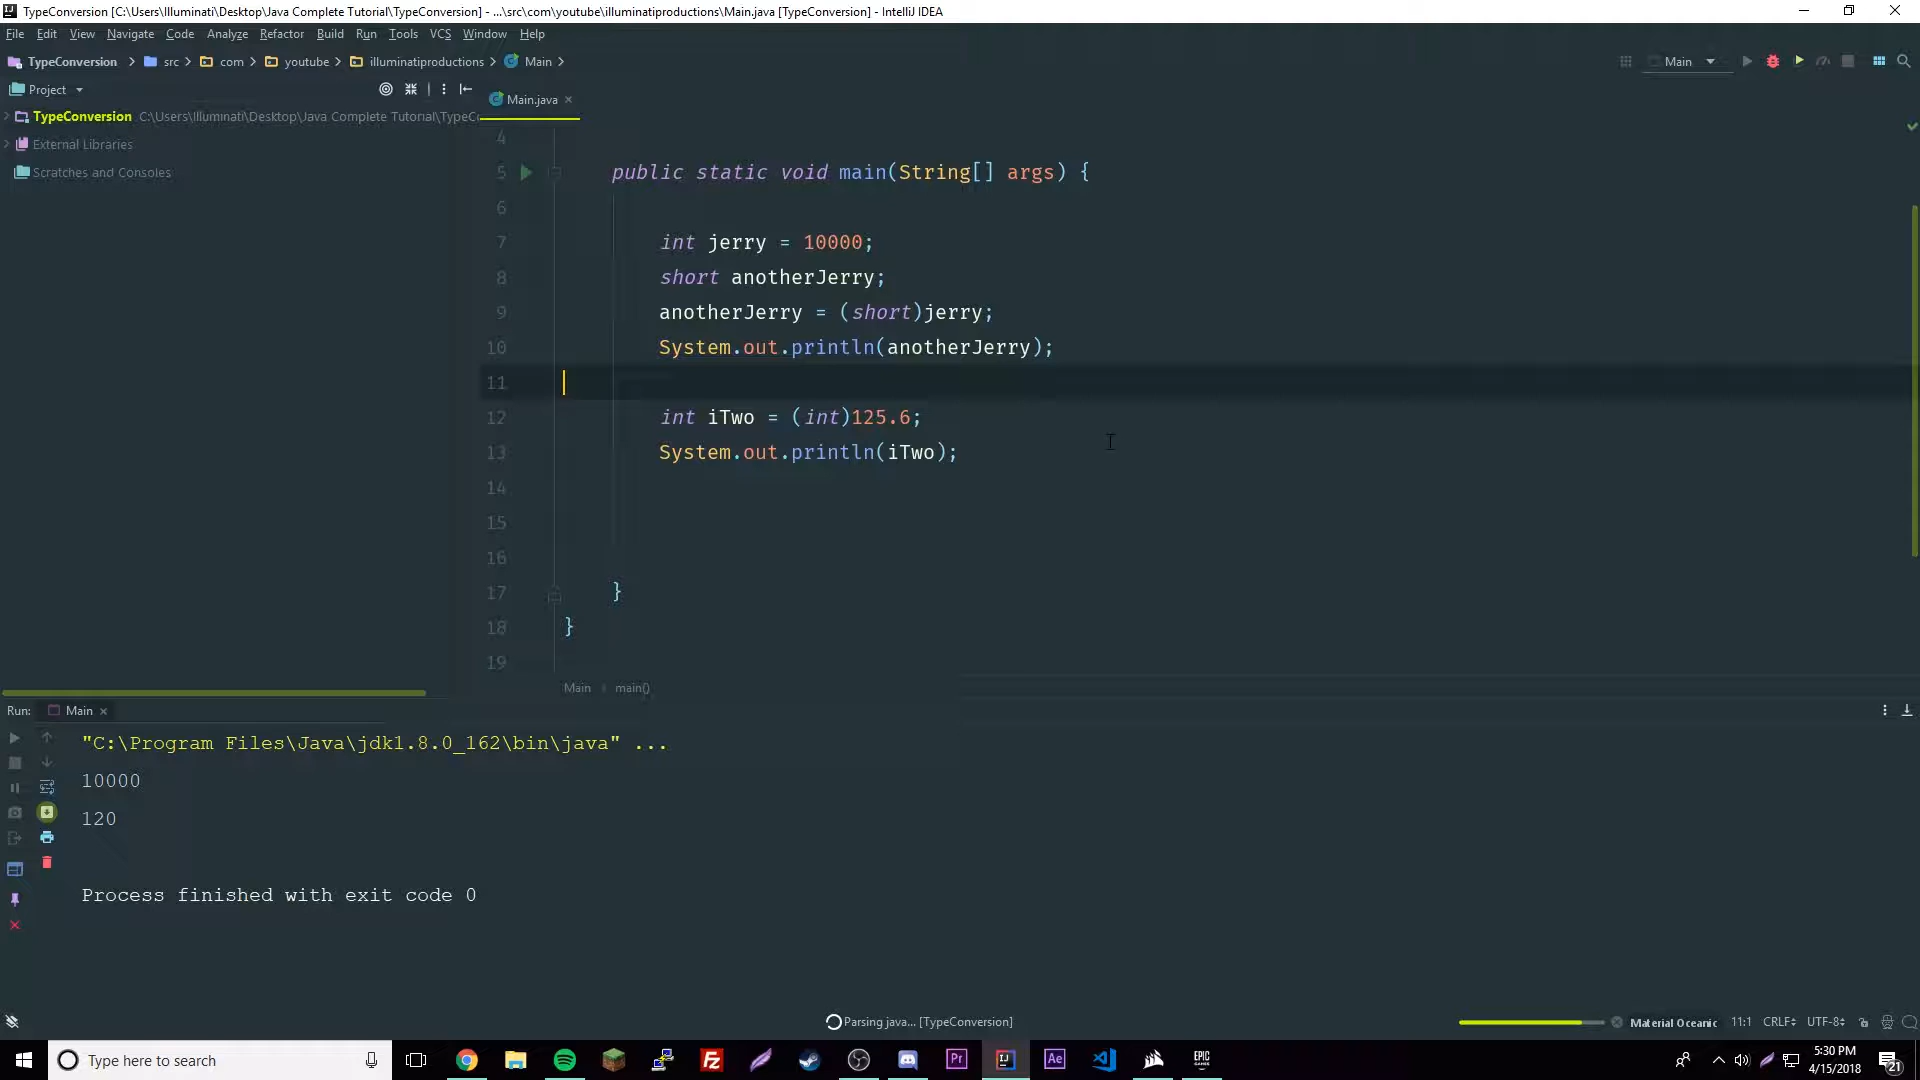 TypeConversion [C:\Users\Illuminati\Desktop\Java Complete Tutorial\TypeConversion] - ...\src\com\youtube\illuminatiproductions\Main.java [TypeConversion] - IntelliJ IDEA
File Edit View Navigate Code Analyze Refactor Build Run Tools VCS Window Help
TypeConversion src com youtube illuminatiproductions Main Main
Project
Main.java
TypeConversion C:\Users\Illuminati\Desktop\Java Complete Tutorial\TypeC
External Libraries
Scratches and Consoles
4
5 public static void main(String[] args) {
6
7 int jerry = 10000;
8 short anotherJerry;
9 anotherJerry = (short)jerry;
10 System.out.println(anotherJerry);
11
12 int iTwo = (int)125.6;
13 System.out.println(iTwo);
14
15
16
17 }
18 }
19
Main main()
Run: Main
"C:\Program Files\Java\jdk1.8.0_162\bin\java" ...
10000
120
Process finished with exit code 0
Parsing java... [TypeConversion] Material Oceanic 11:1 CRLF UTF-8
Type here to search
Pr
Ae
EPIC
GAMES
5:30 PM
4/15/2018
21